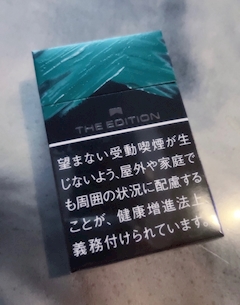 THE EDITION
望まない受動喫煙が生
じないよう、屋外や家庭で
も周囲の状況に配慮する
ことが、健康増進法上、
義務付けられています。